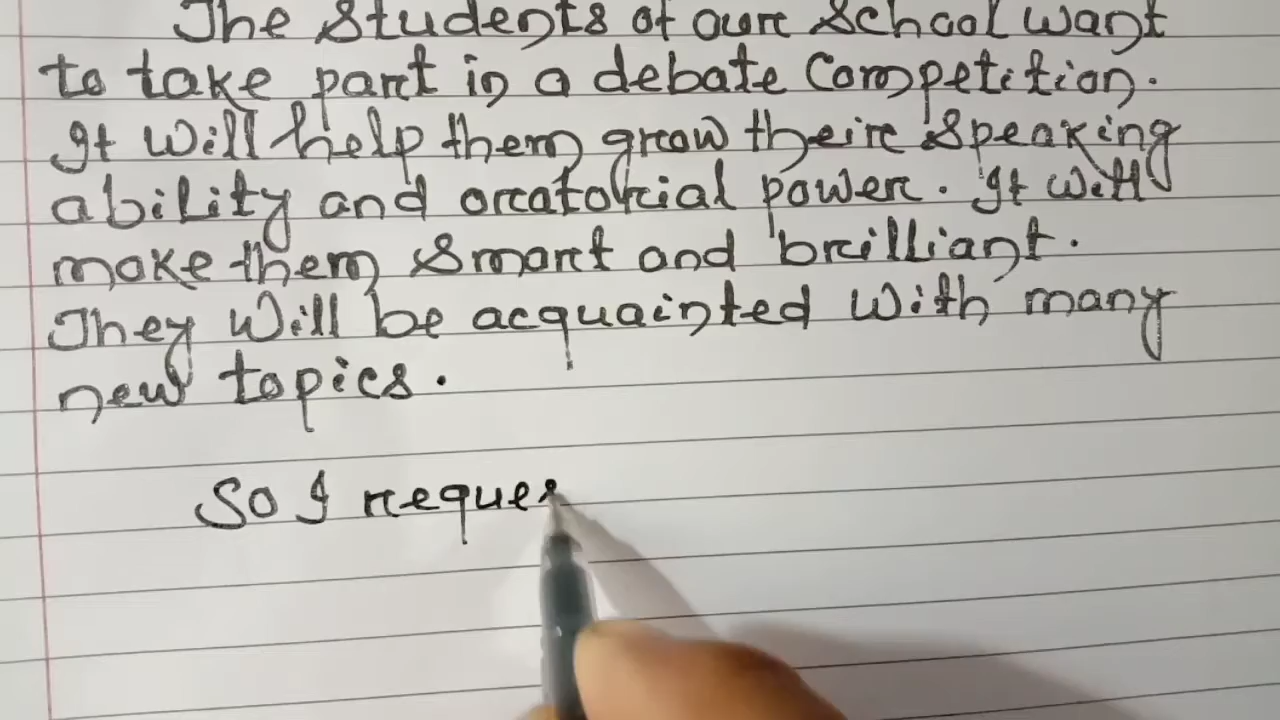 The Students of our School want
to take part in a debate Competition.
It will help them grow their speaking
ability and oratorial power. It will
make them smart and brilliant.
They will be acquainted with many
new topics.
So I reques